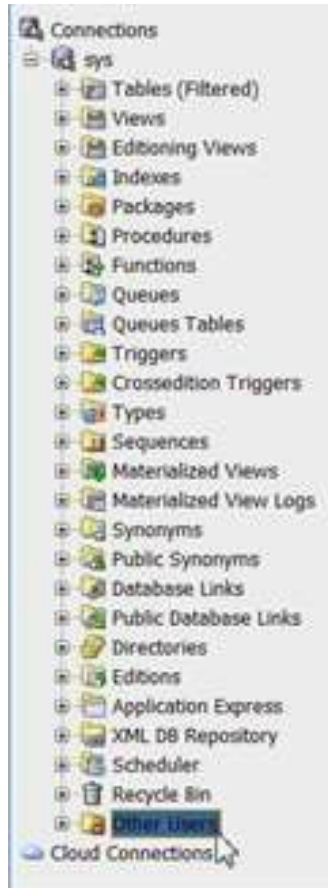 Connections
sys
Tables (Filtered)
Views
Editioning Views
Indexes
Packages
Procedures
Functions
Queues
Queues Tables
Triggers
Crossedition Triggers
Types
Sequences
Materialized Views
Materialized View Logs
Synonyms
Public Synonyms
Database Links
Public Database Links
Directories
Editions
Application Express
XML DB Repository
Scheduler
Recycle Bin
Other Users
Cloud Connections